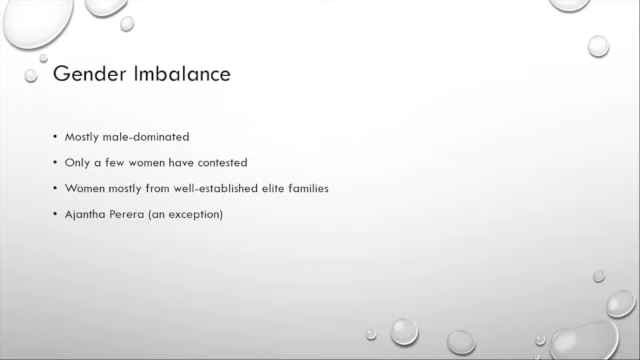 Gender Imbalance
• Mostly male-dominated
• Only a few women have contested
• Women mostly from well-established elite families
• Ajantha Perera (an exception)